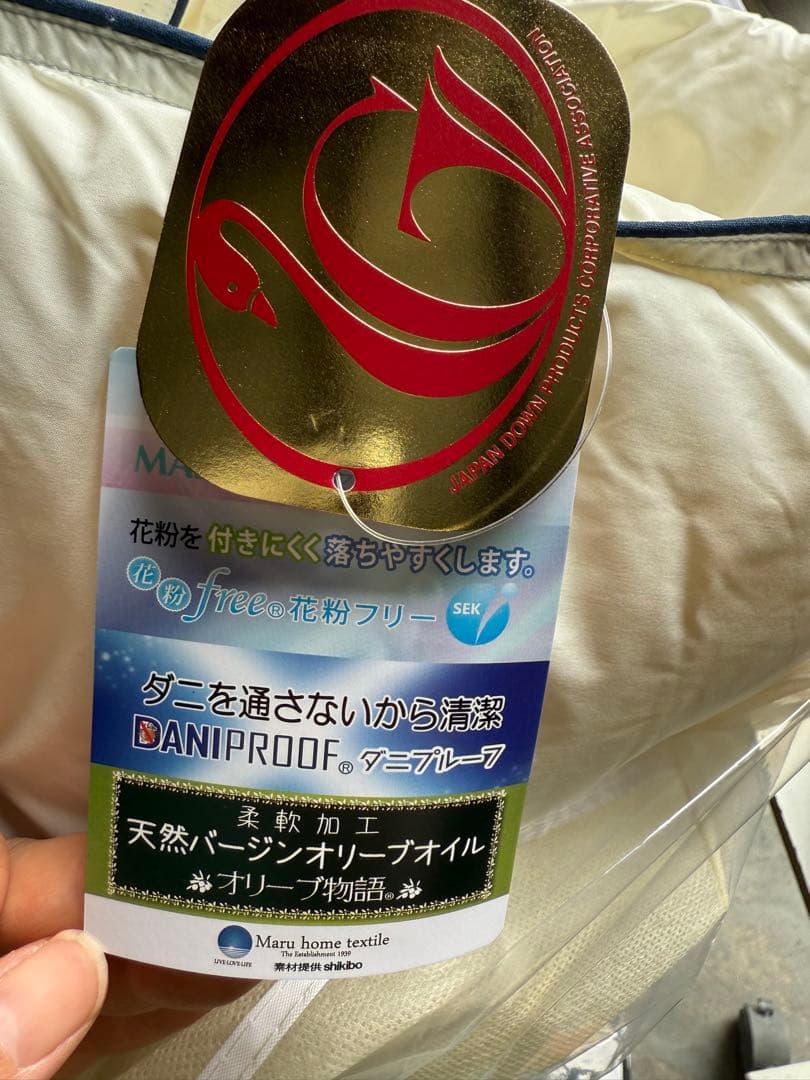 JAPAN DOWN PRODUCTS CORPORATIVE ASSOCIATION
花粉を付きにくく落ちやすくします。
花粉free®花粉フリー
SEK
ダニを通さないから清潔
DANIPROOF® ダニプルーフ
柔軟加工
天然バージンオリーブオイル
オリーブ物語®
Maru home textile
The Establishment 1939
LIVE·LOVE·LIFE
素材提供 shikibo